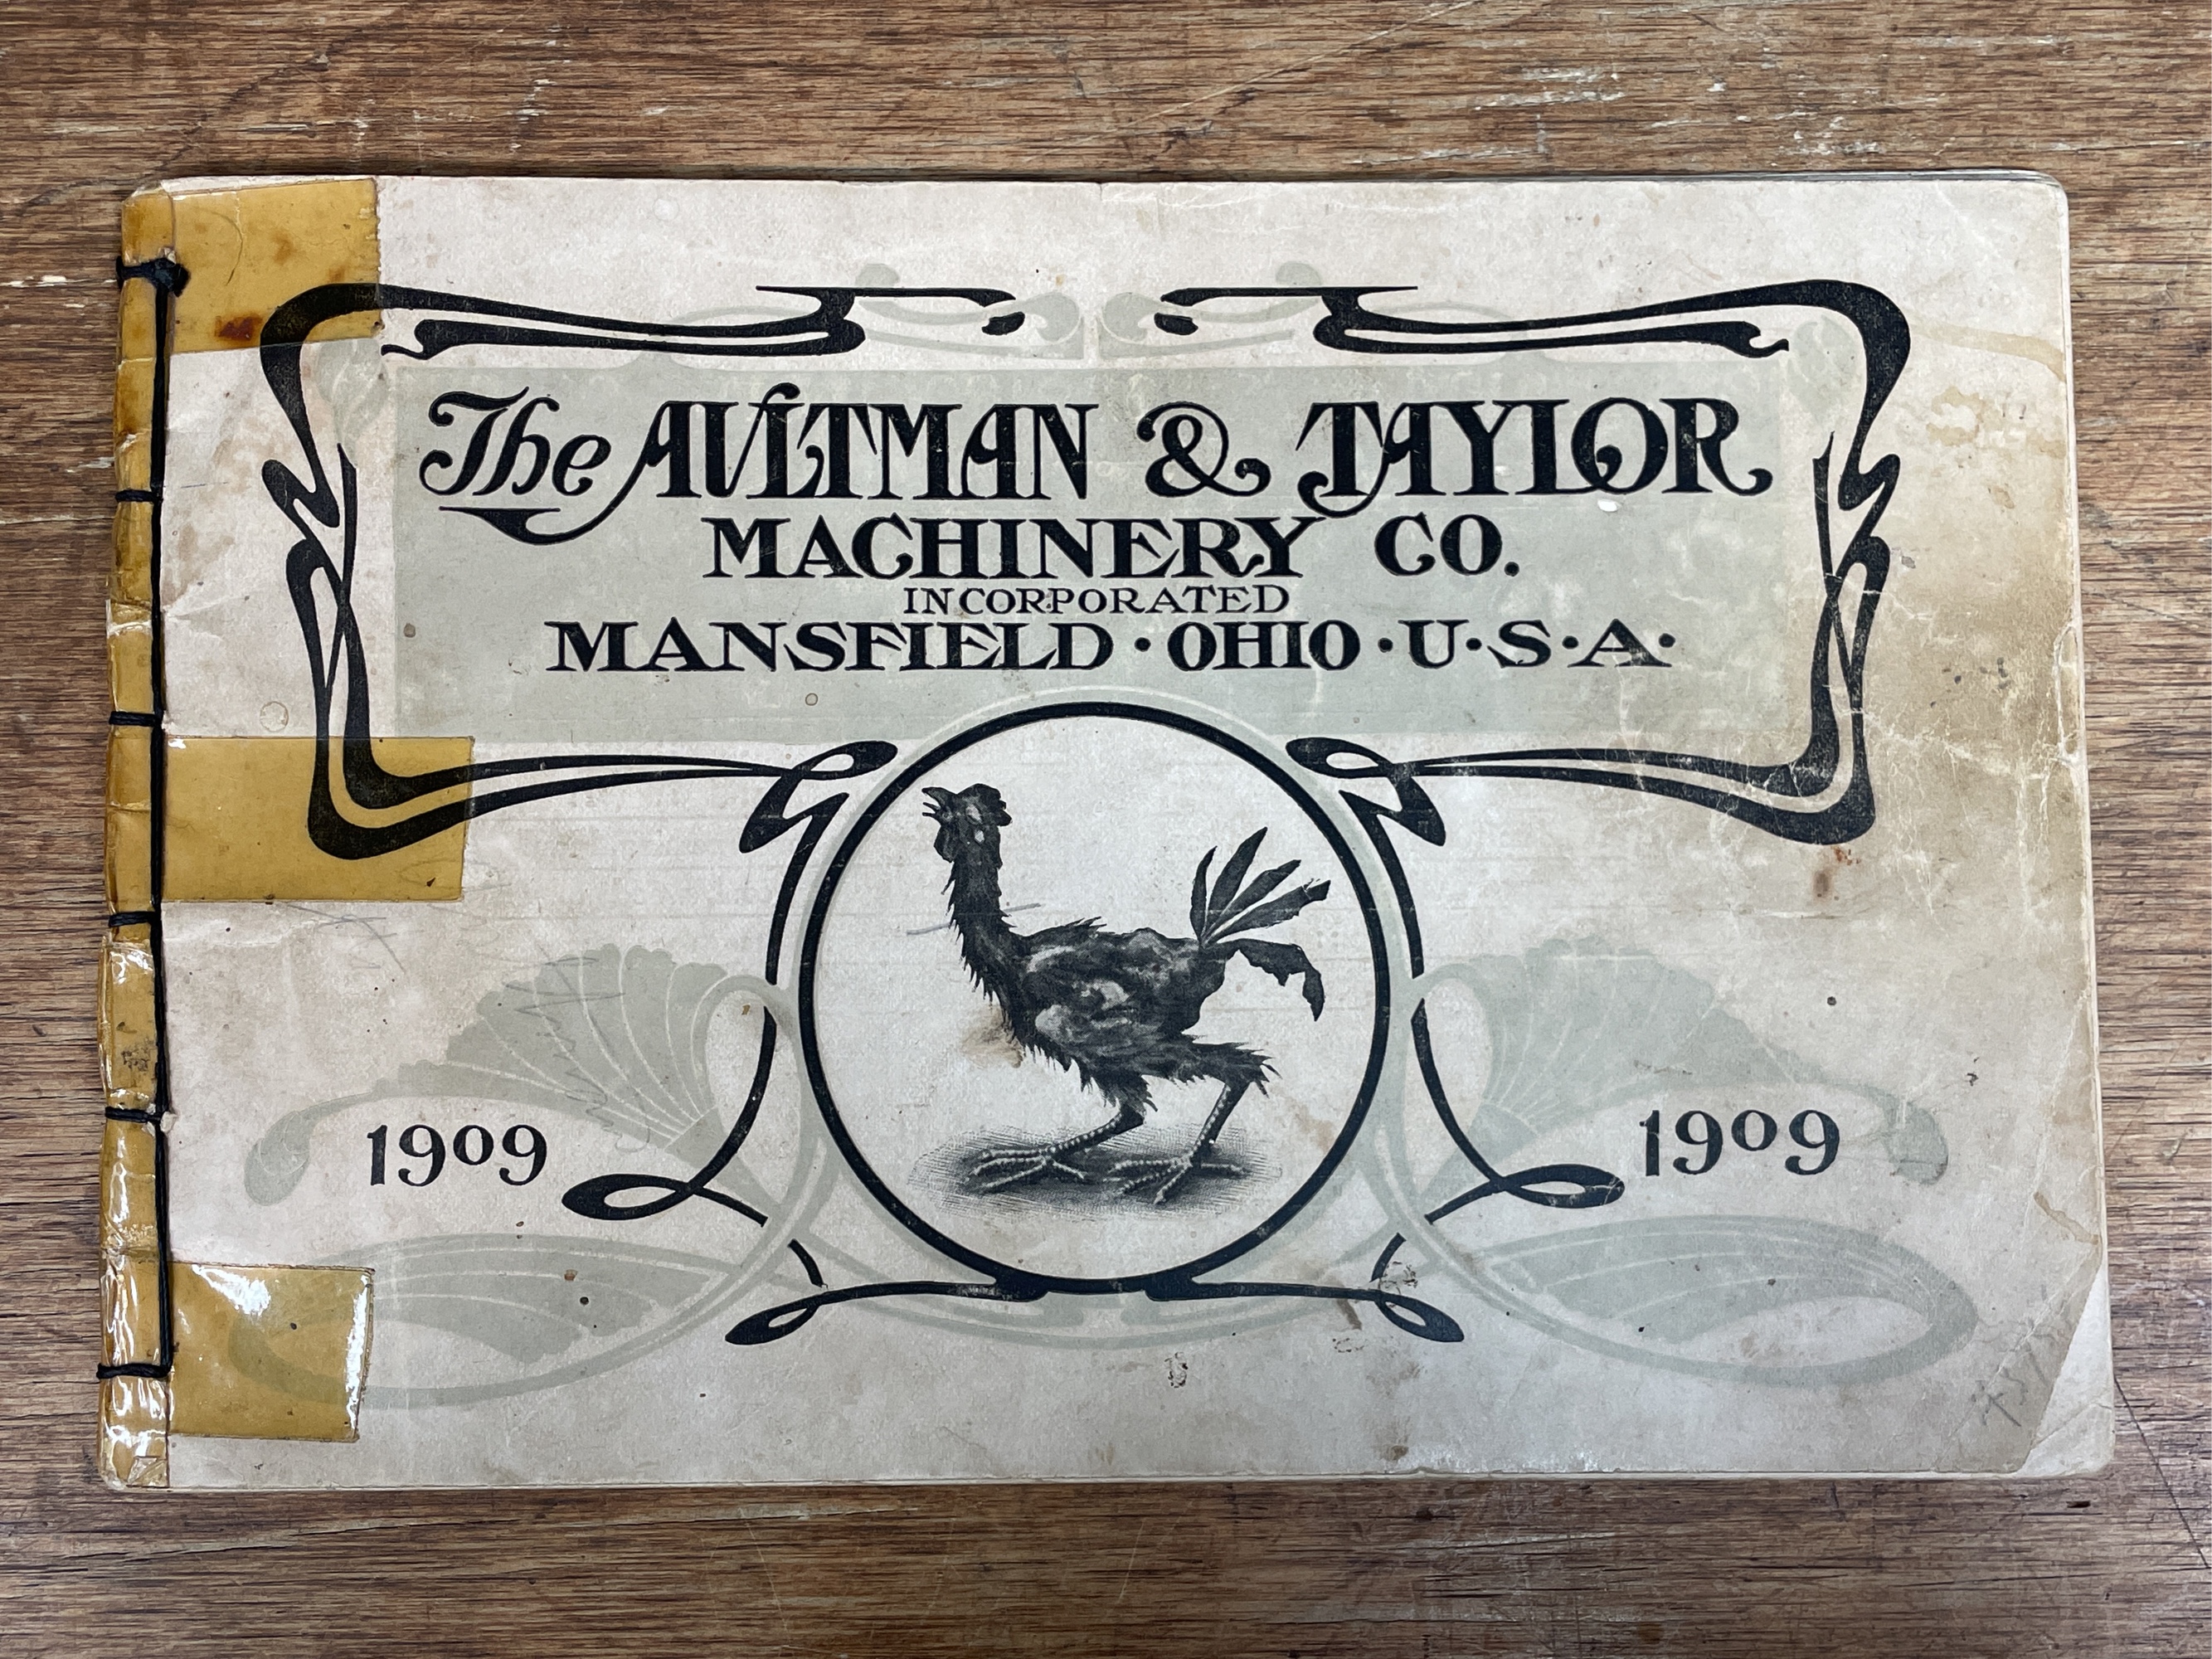 The AULTMAN & TAYLOR
MACHINERY CO.
INCORPORATED
MANSFIELD · OHIO · U·S·A·
1909
1909